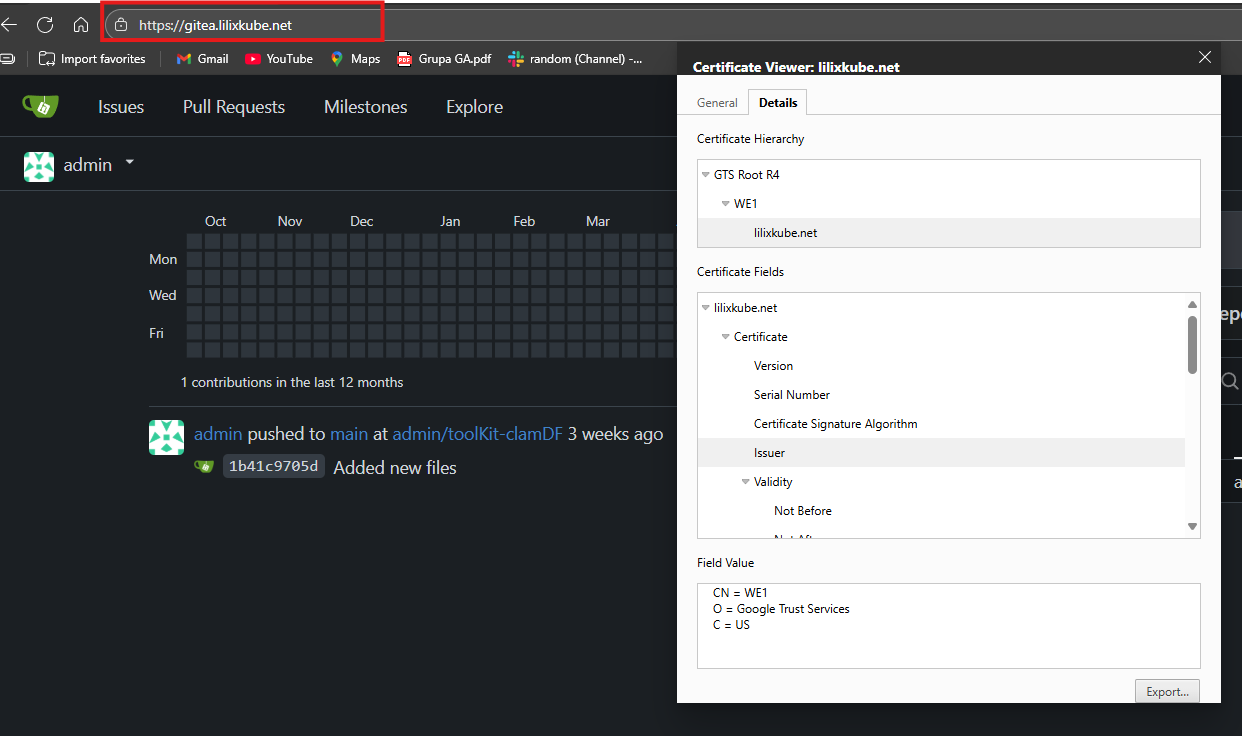 https://gitea.lilixkube.net
Import favorites
Gmail
YouTube
Maps
PDF
Grupa GA.pdf
random (Channel) -...
Issues
Pull Requests
Milestones
Explore
admin
Oct Nov Dec Jan Feb Mar
Mon
Wed
Fri
1 contributions in the last 12 months
admin pushed to main at admin/toolKit-clamDF 3 weeks ago
1b41c9705d Added new files
Certificate Viewer: lilixkube.net
General Details
Certificate Hierarchy
GTS Root R4
WE1
lilixkube.net
Certificate Fields
lilixkube.net
Certificate
Version
Serial Number
Certificate Signature Algorithm
Issuer
Validity
Not Before
Field Value
CN = WE1
O = Google Trust Services
C = US
Export...